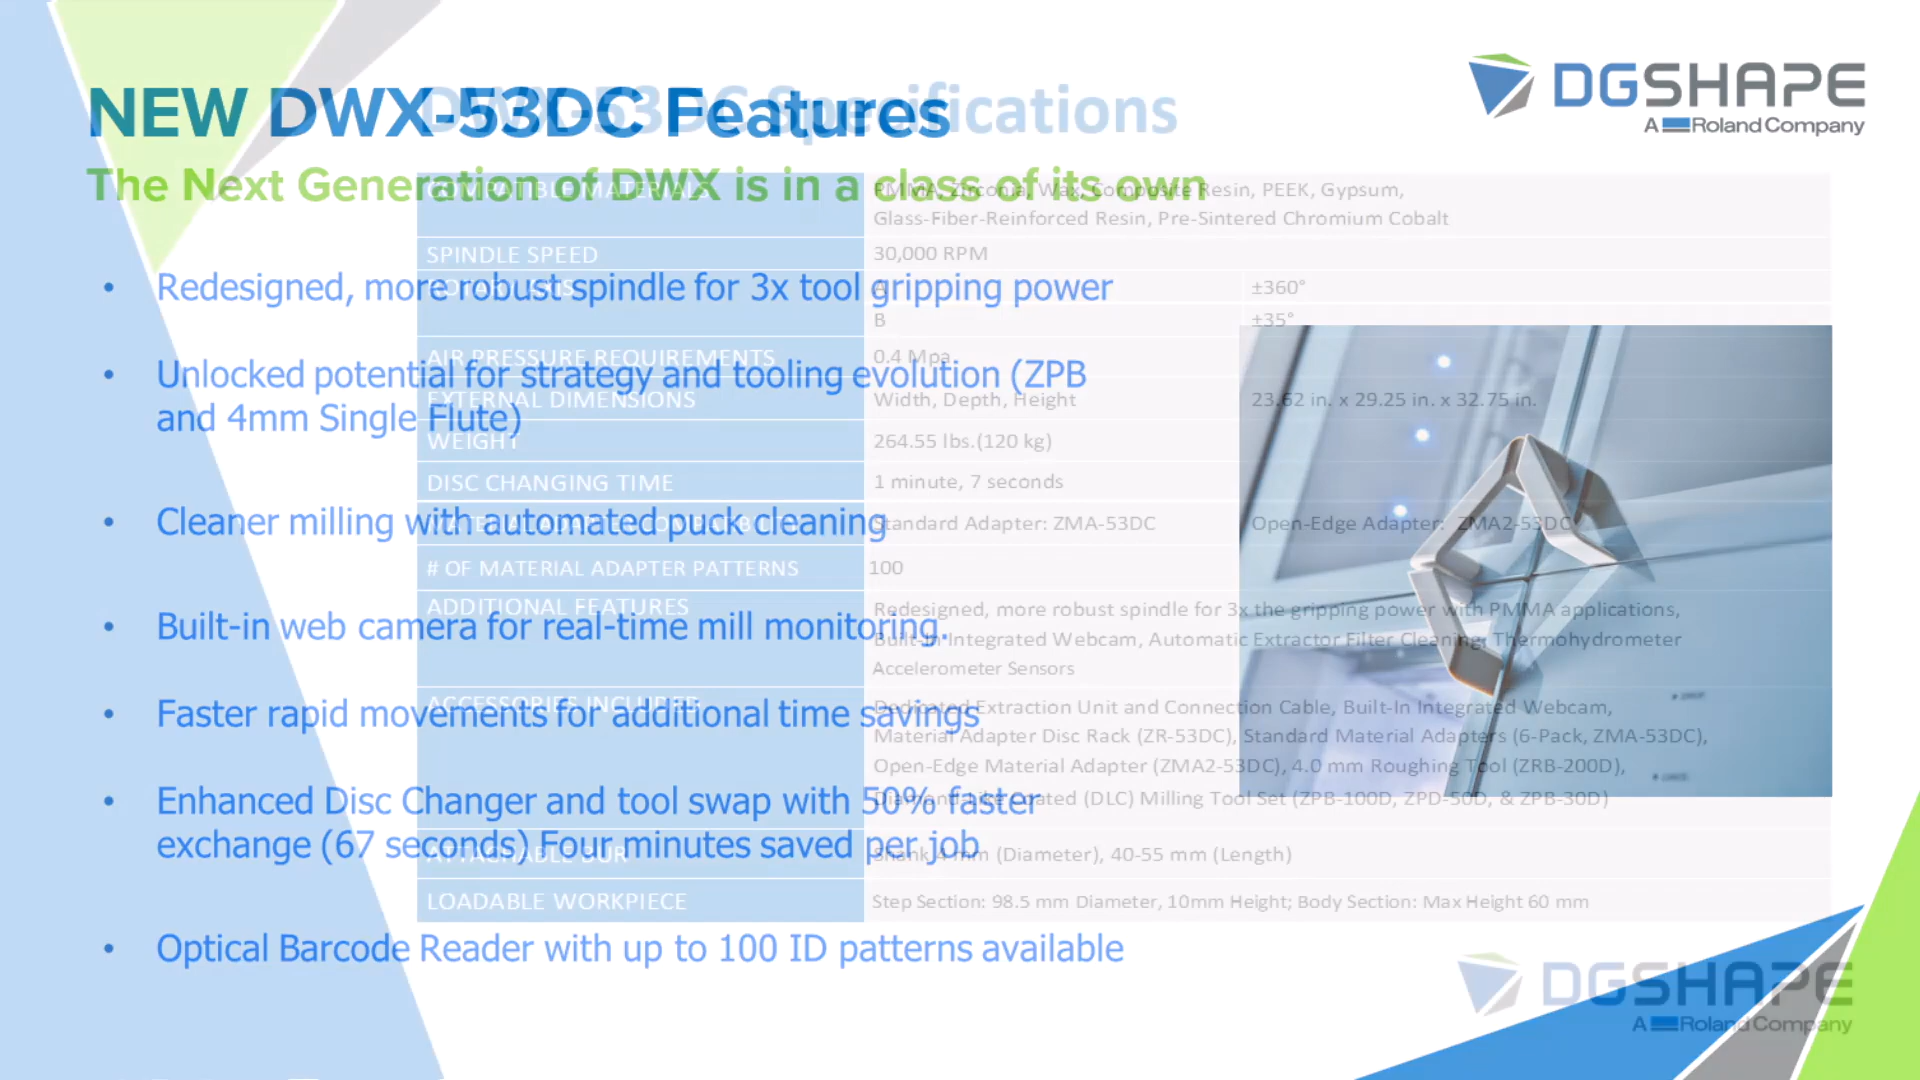 NEW DWX-53DC Features
The Next Generation of DWX is in a class of its own
• Redesigned, more robust spindle for 3x tool gripping power
• Unlocked potential for strategy and tooling evolution (ZPB
and 4mm Single Flute)
• Cleaner milling with automated puck cleaning
• Built-in web camera for real-time mill monitoring.
• Faster rapid movements for additional time savings
• Enhanced Disc Changer and tool swap with 50% faster
exchange (67 seconds) Four minutes saved per job
• Optical Barcode Reader with up to 100 ID patterns available
DGSHAPE
A Roland Company
DWX-53DC Specifications
COMPATIBLE MATERIALS
PMMA, Zirconia, Wax, Composite Resin, PEEK, Gypsum,
Glass-Fiber-Reinforced Resin, Pre-Sintered Chromium Cobalt
SPINDLE SPEED
30,000 RPM
ROTARY AXIS
A
±360°
B
±35°
AIR PRESSURE REQUIREMENTS
0.4 Mpa
EXTERNAL DIMENSIONS
Width, Depth, Height
23.62 in. x 29.25 in. x 32.75 in.
WEIGHT
264.55 lbs.(120 kg)
DISC CHANGING TIME
1 minute, 7 seconds
MATERIAL ADAPTER COMPATIBILITY
Standard Adapter: ZMA-53DC
Open-Edge Adapter: ZMA2-53DC
# OF MATERIAL ADAPTER PATTERNS
100
ADDITIONAL FEATURES
Redesigned, more robust spindle for 3x the gripping power with PMMA applications,
Built-In Integrated Webcam, Automatic Extractor Filter Cleaning, Thermohydrometer
Accelerometer Sensors
ACCESSORIES INCLUDED
Dedicated Extraction Unit and Connection Cable, Built-In Integrated Webcam,
Material Adapter Disc Rack (ZR-53DC), Standard Material Adapters (6-Pack, ZMA-53DC),
Open-Edge Material Adapter (ZMA2-53DC), 4.0 mm Roughing Tool (ZRB-200D),
Diamond-Like Coated (DLC) Milling Tool Set (ZPB-100D, ZPD-50D, & ZPB-30D)
ATTACHABLE BUR
Shank 4 mm (Diameter), 40-55 mm (Length)
LOADABLE WORKPIECE
Step Section: 98.5 mm Diameter, 10mm Height; Body Section: Max Height 60 mm
DGSHAPE
A Roland Company